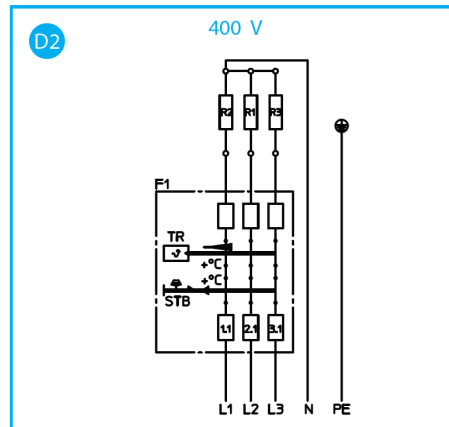 D2
400 V
R2 R1 R3
F1
TR
ϑ
+°C
+°C
STB
1.1 2.1 3.1
L1 L2 L3 N PE